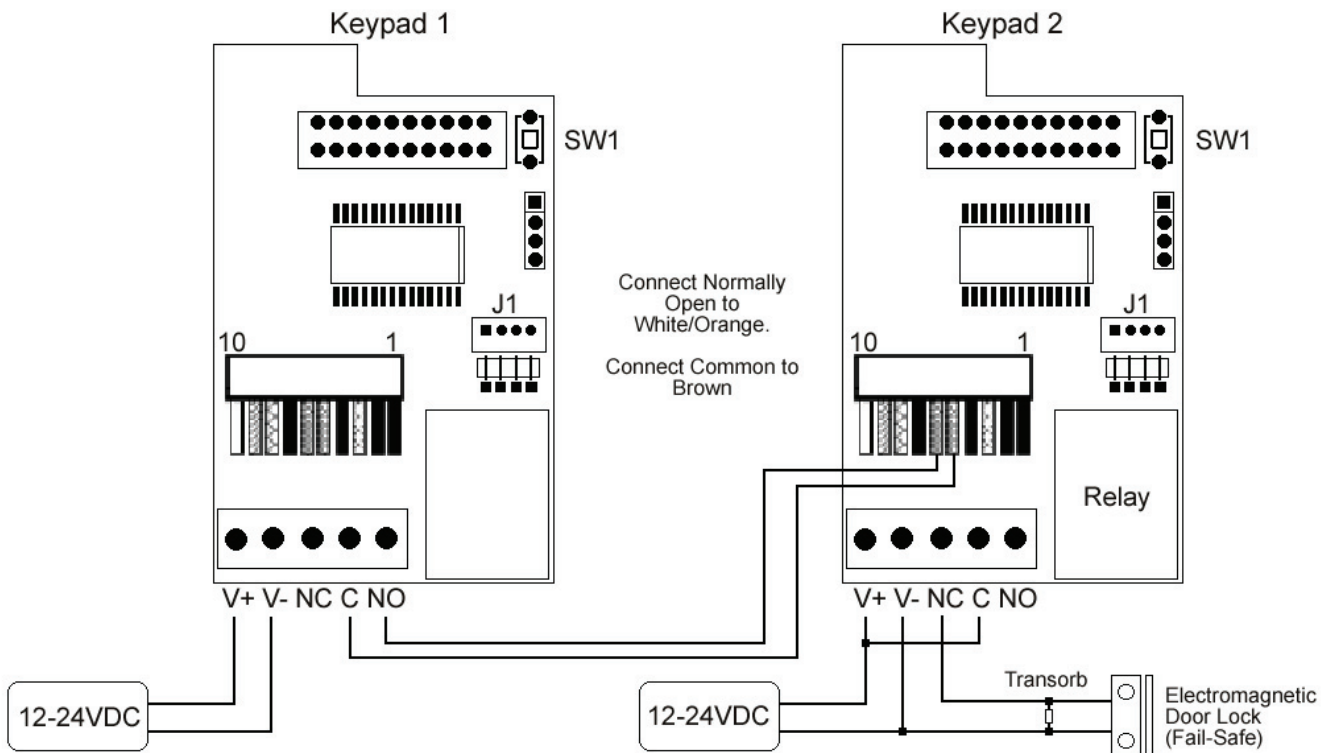 Keypad 1
Keypad 2
SW1
SW1
Connect Normally
Open to
White/Orange.
Connect Common to
Brown
J1
J1
10 1
10 1
Relay
V+ V- NC C NO
V+ V- NC C NO
12-24VDC
12-24VDC
Transorb
Electromagnetic
Door Lock
(Fail-Safe)